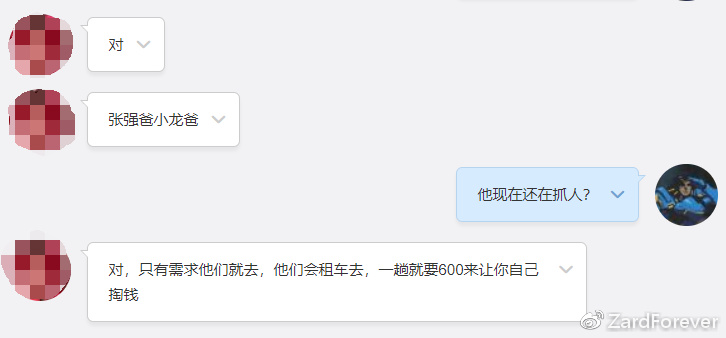 对
张强爸小龙爸
他现在还在抓人？
对，只有需求他们就去，他们会租车去，一趟就要600来让你自己
掏钱
ZardForever